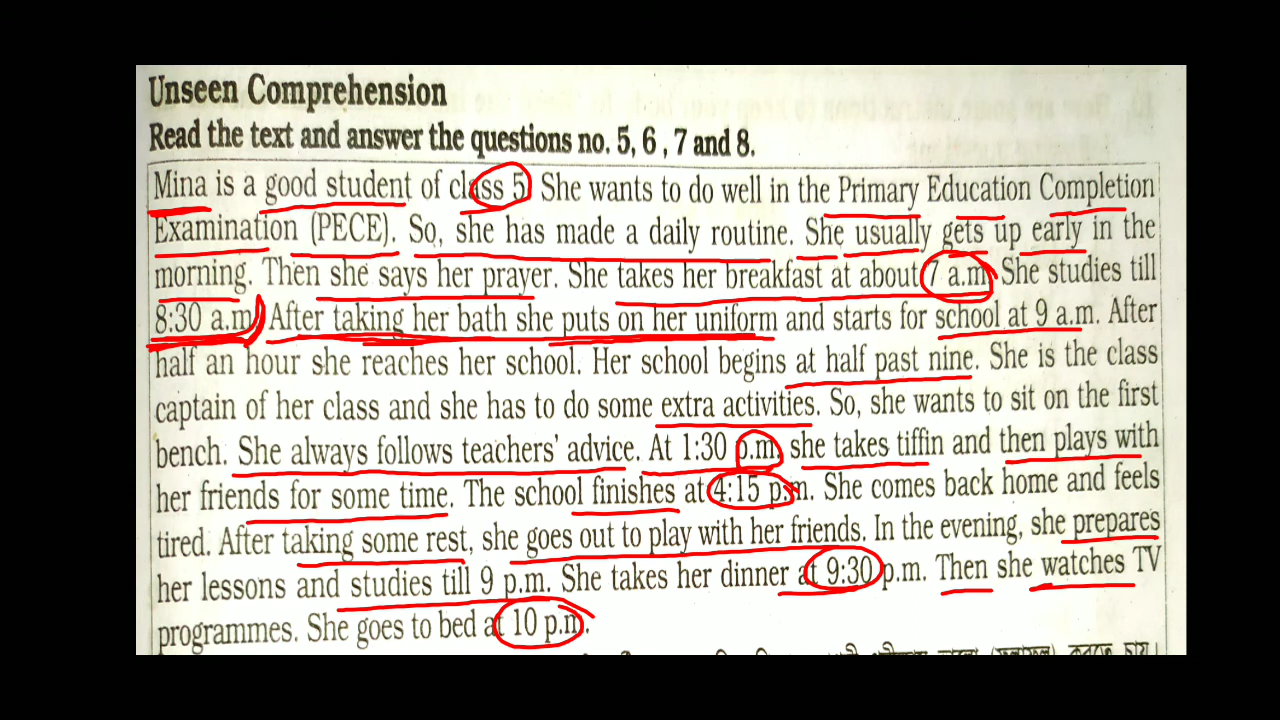 Unseen Comprehension
Read the text and answer the questions no. 5, 6 , 7 and 8.
Mina is a good student of class 5. She wants to do well in the Primary Education Completion
Examination (PECE). So, she has made a daily routine. She usually gets up early in the
morning. Then she says her prayer. She takes her breakfast at about 7 a.m. She studies till
8:30 a.m. After taking her bath she puts on her uniform and starts for school at 9 a.m. After
half an hour she reaches her school. Her school begins at half past nine. She is the class
captain of her class and she has to do some extra activities. So, she wants to sit on the first
bench. She always follows teachers' advice. At 1:30 p.m. she takes tiffin and then plays with
her friends for some time. The school finishes at 4:15 p.m. She comes back home and feels
tired. After taking some rest, she goes out to play with her friends. In the evening, she prepares
her lessons and studies till 9 p.m. She takes her dinner at 9:30 p.m. Then she watches TV
programmes. She goes to bed at 10 p.m.